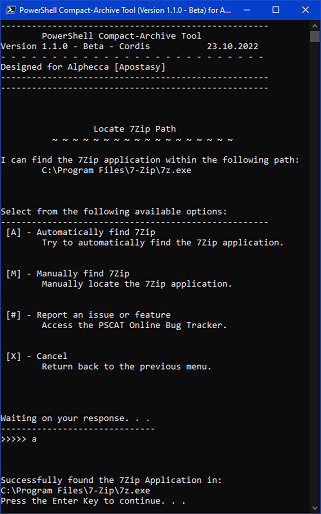 PowerShell Compact-Archive Tool (Version 1.1.0 - Beta) for A...
-----------------------------------------------------
PowerShell Compact-Archive Tool
Version 1.1.0 - Beta - Cordis 23.10.2022
- - - - - - - - - - - - - - - - - - - - - - - - - -
Designed for Alphecca [Apostasy]
-----------------------------------------------------
-----------------------------------------------------
Locate 7Zip Path
~ ~ ~ ~ ~ ~ ~ ~ ~ ~ ~ ~ ~ ~ ~ ~ ~ ~
I can find the 7Zip application within the following path:
C:\Program Files\7-Zip\7z.exe
Select from the following available options:
-----------------------------------------------------
[A] - Automatically find 7Zip
Try to automatically find the 7Zip application.
[M] - Manually find 7Zip
Manually locate the 7Zip application.
[#] - Report an issue or feature
Access the PSCAT Online Bug Tracker.
[X] - Cancel
Return back to the previous menu.
Waiting on your response. . .
------------------------------
>>>>> a
Successfully found the 7Zip Application in:
C:\Program Files\7-Zip\7z.exe
Press the Enter Key to continue. . .